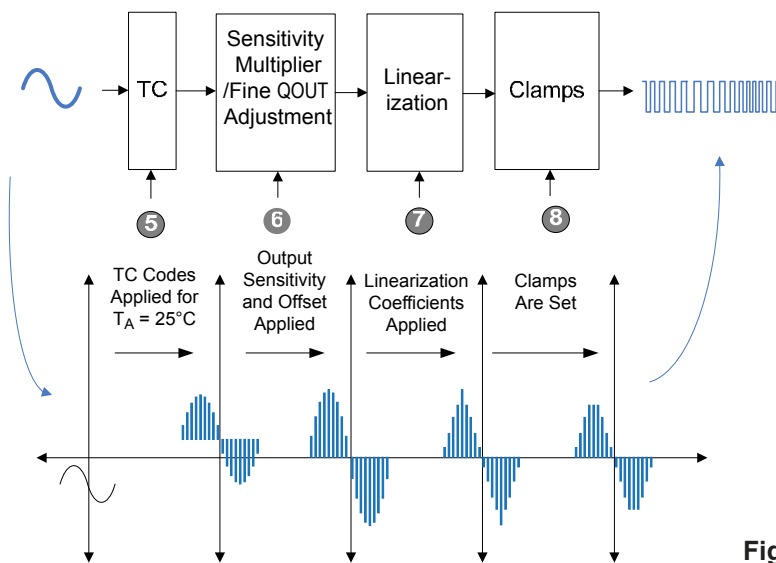 TC
Sensitivity
Multiplier
/Fine QOUT
Adjustment
Linear-
ization
Clamps
5
6
7
8
TC Codes
Applied for
TA = 25°C
Output
Sensitivity
and Offset
Applied
Linearization
Coefficients
Applied
Clamps
Are Set
Fig